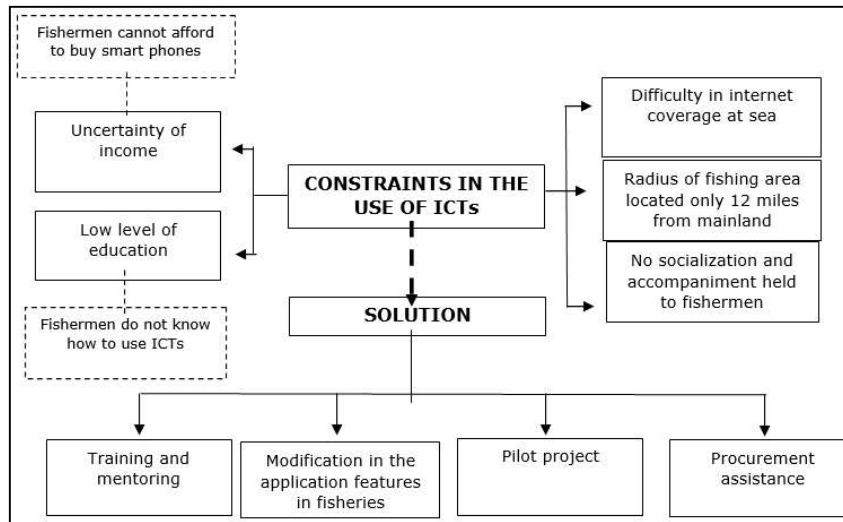 Fishermen cannot afford
to buy smart phones
Uncertainty of
income
Low level of
education
Fishermen do not know
how to use ICTs
CONSTRAINTS IN THE
USE OF ICTs
SOLUTION
Difficulty in internet
coverage at sea
Radius of fishing area
located only 12 miles
from mainland
No socialization and
accompaniment held
to fishermen
Training and
mentoring
Modification in the
application features
in fisheries
Pilot project
Procurement
assistance